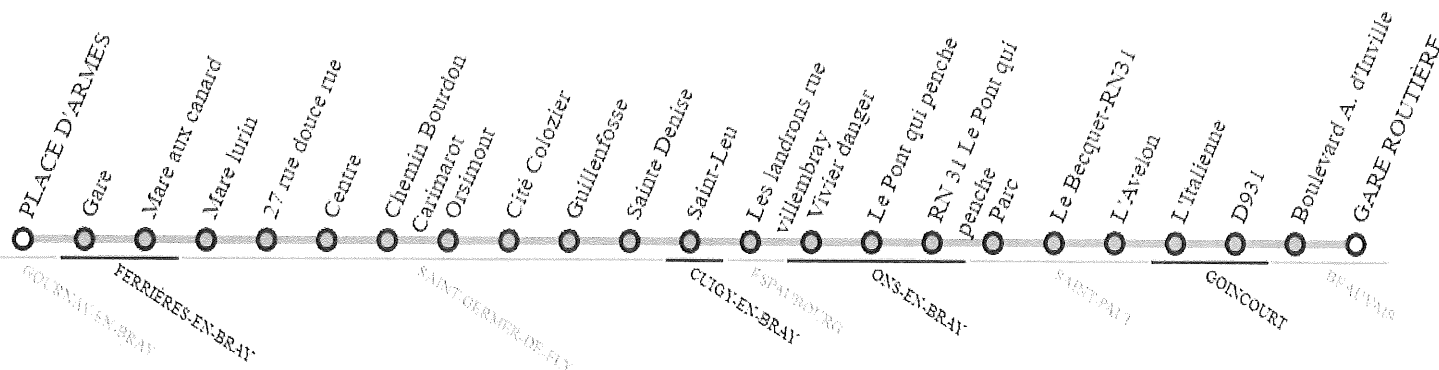 PLACE D'ARMES
Gare
Mare aux canard
Mare lurin
27 rue douce rue
Centre
Chemin Bourdon
Carimarot
Orsimont
Cité Colozier
Guillenfosse
Sainte Denise
Saint-Leu
Les landrons rue
villembray
Vivier danger
Le Pont qui penche
RN 31 Le Pont qui
penche
Parc
Le Becquet-RN31
L'Avelon
L'Italienne
D931
Boulevard A. d'Inville
GARE ROUTIÈRE
GOURNAY-EN-BRAY
FERRIÈRES-EN-BRAY
SAINT-GERMER-DE-FLY
CUIGY-EN-BRAY
ESPAUBOURG
ONS-EN-BRAY
SAINT-PAUL
GOINCOURT
BEAUVAIS